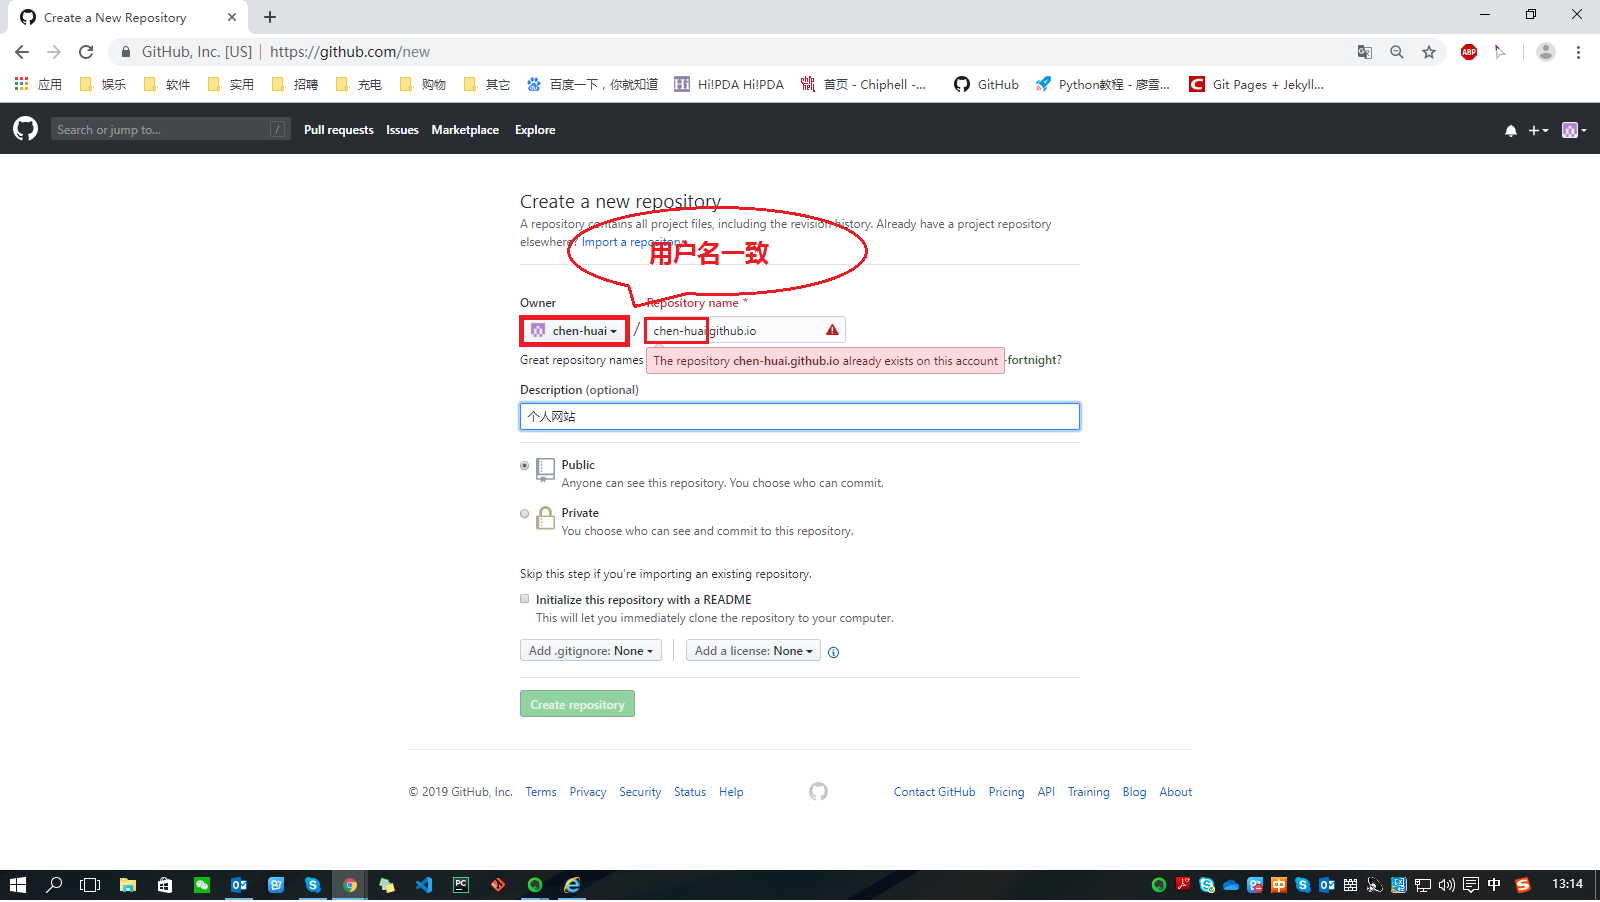 Create a New Repository
GitHub, Inc. [US] | https://github.com/new
应用 娱乐 软件 实用 招聘 充电 购物 其它 百度一下，你就知道 Hi!PDA Hi!PDA 首页 - Chiphell -... GitHub Python教程 - 廖雪... Git Pages + Jekyll...
Search or jump to... / Pull requests Issues Marketplace Explore
Create a new repository
A repository contains all project files, including the revision history. Already have a project repository
elsewhere? Import a repository.
用户名一致
Owner Repository name *
chen-huai / chen-huai.github.io
Great repository names The repository chen-huai.github.io already exists on this account -fortnight?
Description (optional)
个人网站
Public
Anyone can see this repository. You choose who can commit.
Private
You choose who can see and commit to this repository.
Skip this step if you’re importing an existing repository.
Initialize this repository with a README
This will let you immediately clone the repository to your computer.
Add .gitignore: None Add a license: None
Create repository
© 2019 GitHub, Inc. Terms Privacy Security Status Help Contact GitHub Pricing API Training Blog About
中 13:14